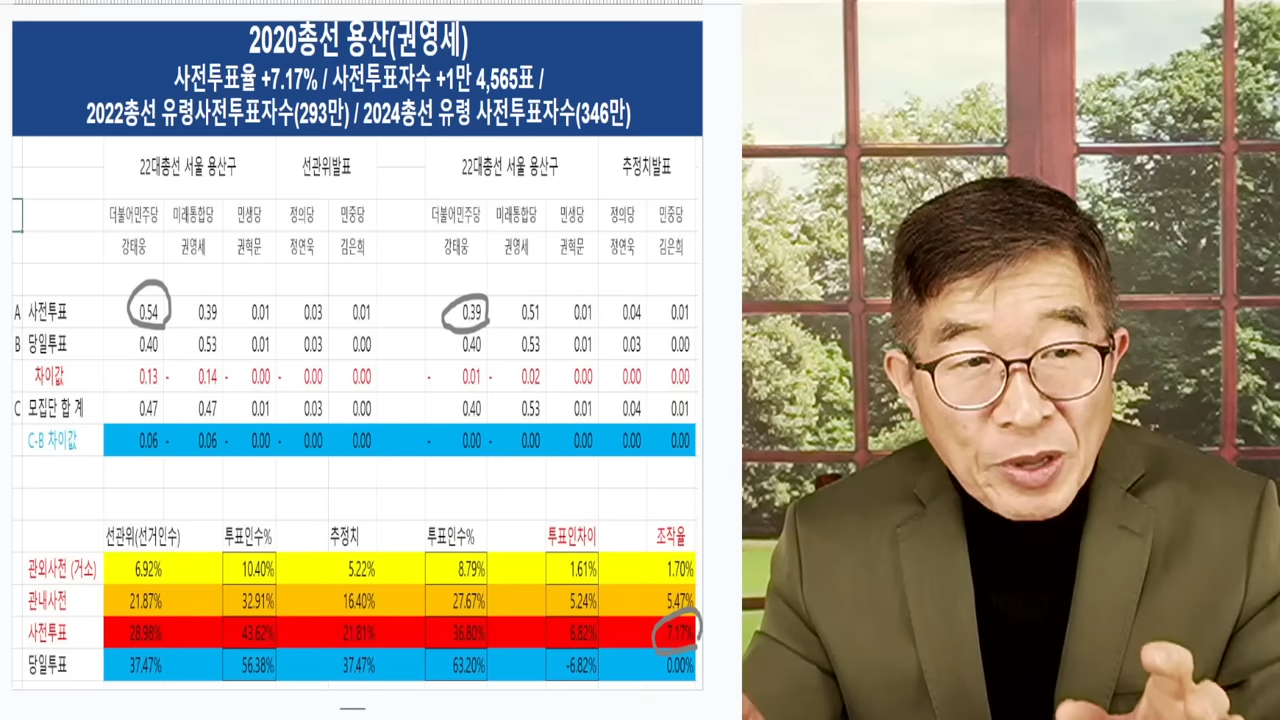 2020총선 용산(권영세)
사전투표율 +7.17% / 사전투표자수 +1만 4,565표 /
2022총선 유령사전투표자수(293만) / 2024총선 유령 사전투표자수(346만)
22대총선 서울 용산구 선관위발표 22대총선 서울 용산구 추정치발표
더불어민주당 미래통합당 민생당 정의당 민중당 더불어민주당 미래통합당 민생당 정의당 민중당
강태웅 권영세 권혁문 정연욱 김은희 강태웅 권영세 권혁문 정연욱 김은희
A 사전투표 0.54 0.39 0.01 0.03 0.01 0.39 0.51 0.01 0.04 0.01
B 당일투표 0.40 0.53 0.01 0.03 0.00 0.40 0.53 0.01 0.03 0.00
차이값 0.13 - 0.14 - 0.00 - 0.00 0.00 - 0.01 - 0.02 0.00 0.00 0.00
C 모집단 합 계 0.47 0.47 0.01 0.03 0.00 0.40 0.53 0.01 0.04 0.01
C-B 차이값 0.06 - 0.06 - 0.00 - 0.00 0.00 - 0.00 - 0.00 0.00 0.00 0.00
선관위(선거인수) 투표인수% 추정치 투표인수% 투표인차이 조작율
관외사전 (거소) 6.92% 10.40% 5.22% 8.79% 1.61% 1.70%
관내사전 21.87% 32.91% 16.40% 27.67% 5.24% 5.47%
사전투표 28.98% 43.62% 21.81% 36.80% 6.82% 7.17%
당일투표 37.47% 56.38% 37.47% 63.20% -6.82% 0.00%